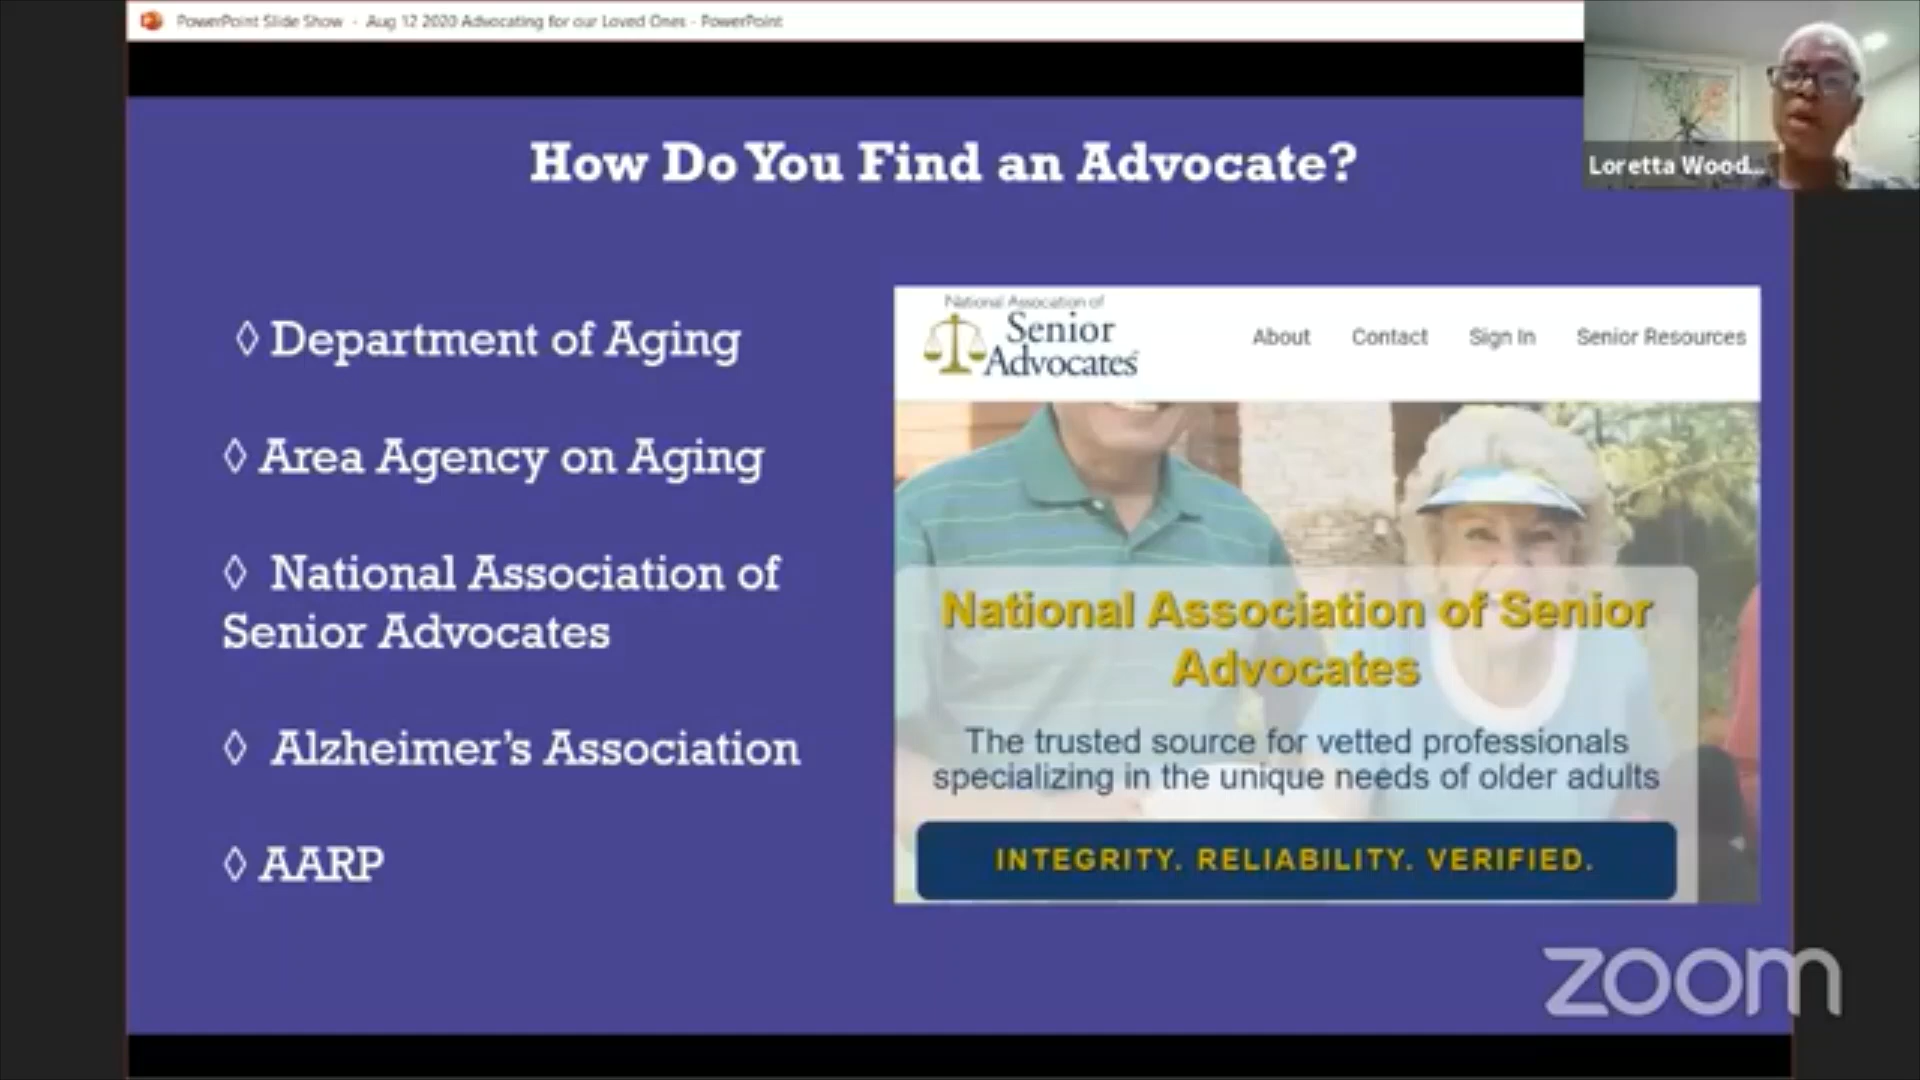 PowerPoint Slide Show - Aug 12 2020 Advocating for our Loved Ones - PowerPoint
Loretta Wood...
How Do You Find an Advocate?
◊ Department of Aging
◊ Area Agency on Aging
◊ National Association of
Senior Advocates
◊ Alzheimer's Association
◊ AARP
National Association of
Senior
Advocates
About Contact Sign In Senior Resources
National Association of Senior
Advocates
The trusted source for vetted professionals
specializing in the unique needs of older adults
INTEGRITY. RELIABILITY. VERIFIED.
zoom